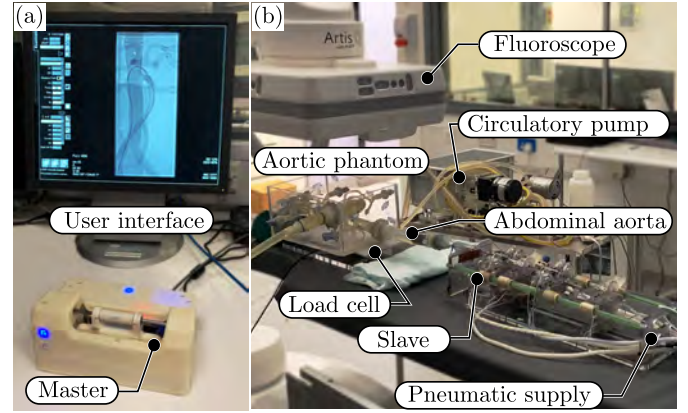 (a)
User interface
Master
(b)
Artis
Fluoroscope
Circulatory pump
Aortic phantom
Abdominal aorta
Load cell
Slave
Pneumatic supply